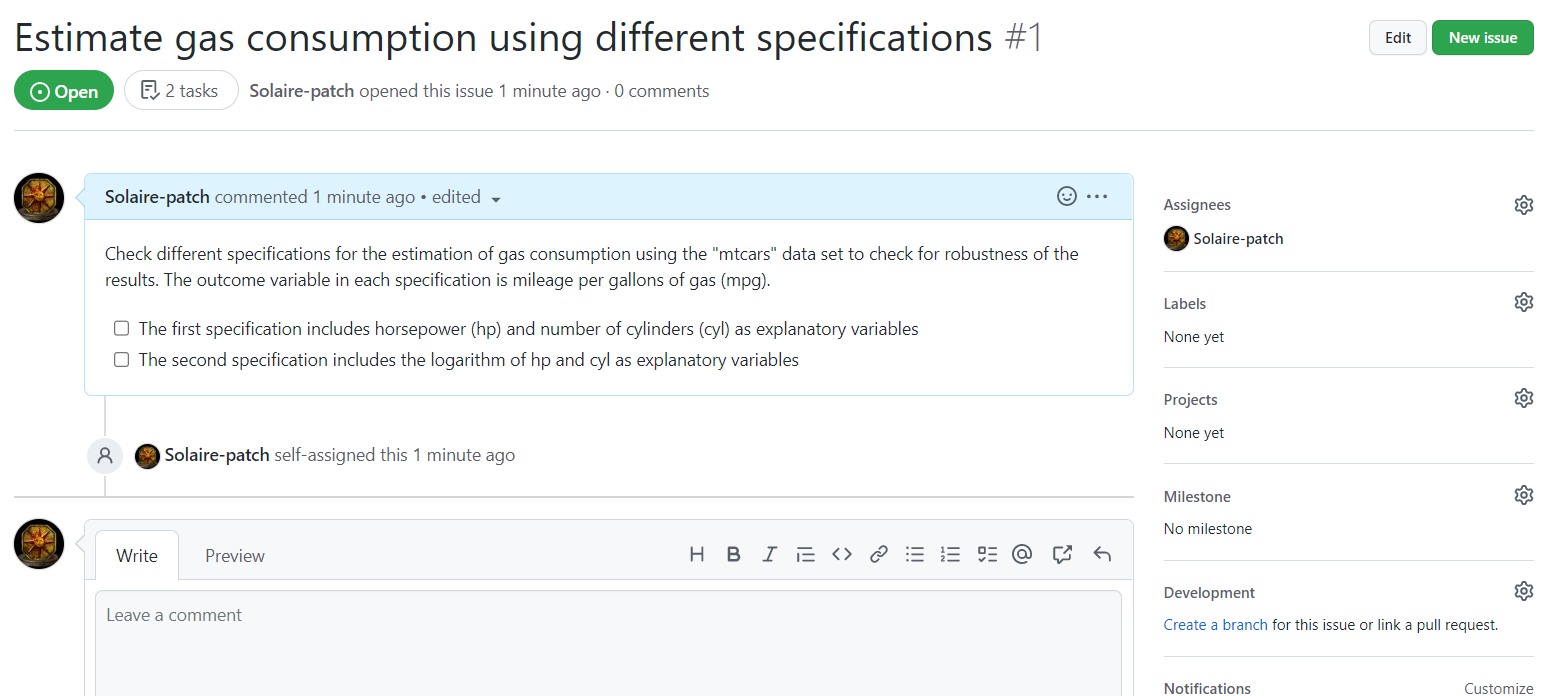 Estimate gas consumption using different specifications #1
Edit
New issue
Open
2 tasks
Solaire-patch opened this issue 1 minute ago · 0 comments
Solaire-patch commented 1 minute ago • edited
Check different specifications for the estimation of gas consumption using the "mtcars" data set to check for robustness of the
results. The outcome variable in each specification is mileage per gallons of gas (mpg).
The first specification includes horsepower (hp) and number of cylinders (cyl) as explanatory variables
The second specification includes the logarithm of hp and cyl as explanatory variables
Solaire-patch self-assigned this 1 minute ago
Write
Preview
Leave a comment
Assignees
Solaire-patch
Labels
None yet
Projects
None yet
Milestone
No milestone
Development
Create a branch for this issue or link a pull request.
Notifications
Customize